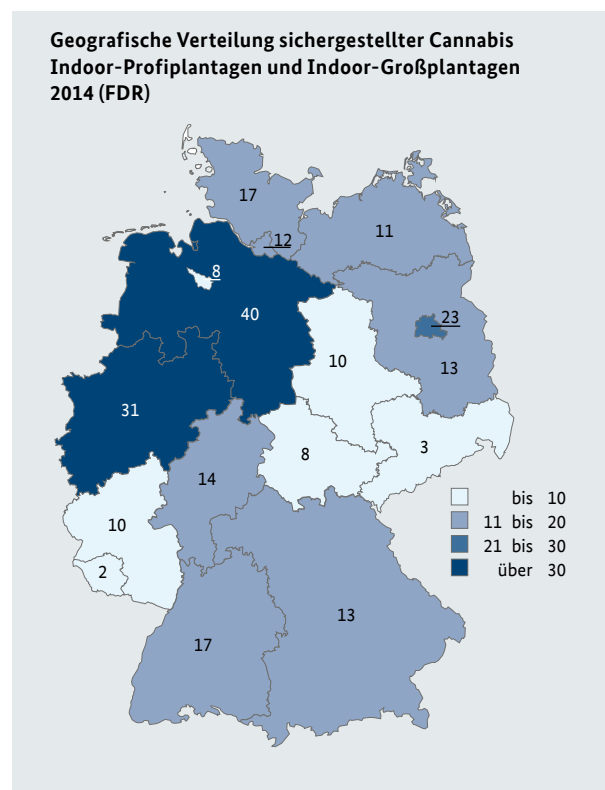 Geografische Verteilung sichergestellter Cannabis
Indoor-Profiplantagen und Indoor-Großplantagen
2014 (FDR)
17
12
11
8
40
23
13
10
31
8
3
14
10
2
13
17
bis 10
11 bis 20
21 bis 30
über 30